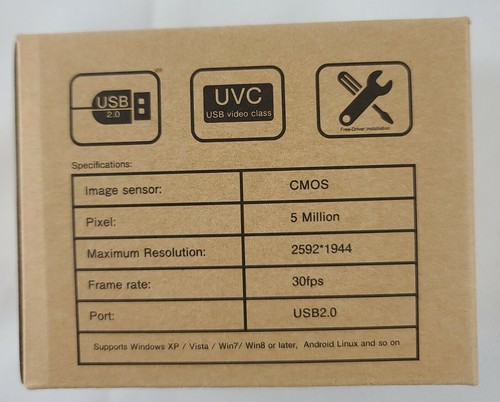 USB
2.0
UVC
USB video class
Free-Driver installation
Specifications:
Image sensor: CMOS
Pixel: 5 Million
Maximum Resolution: 2592*1944
Frame rate: 30fps
Port: USB2.0
Supports Windows XP / Vista / Win7/ Win8 or later, Android Linux and so on